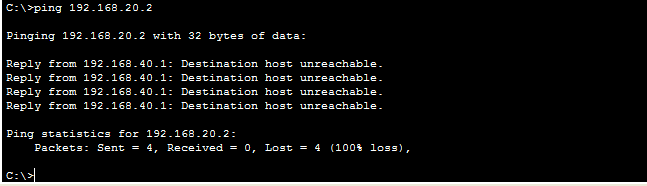 C:\>ping 192.168.20.2
Pinging 192.168.20.2 with 32 bytes of data:
Reply from 192.168.40.1: Destination host unreachable.
Reply from 192.168.40.1: Destination host unreachable.
Reply from 192.168.40.1: Destination host unreachable.
Reply from 192.168.40.1: Destination host unreachable.
Ping statistics for 192.168.20.2:
Packets: Sent = 4, Received = 0, Lost = 4 (100% loss),
C:\>